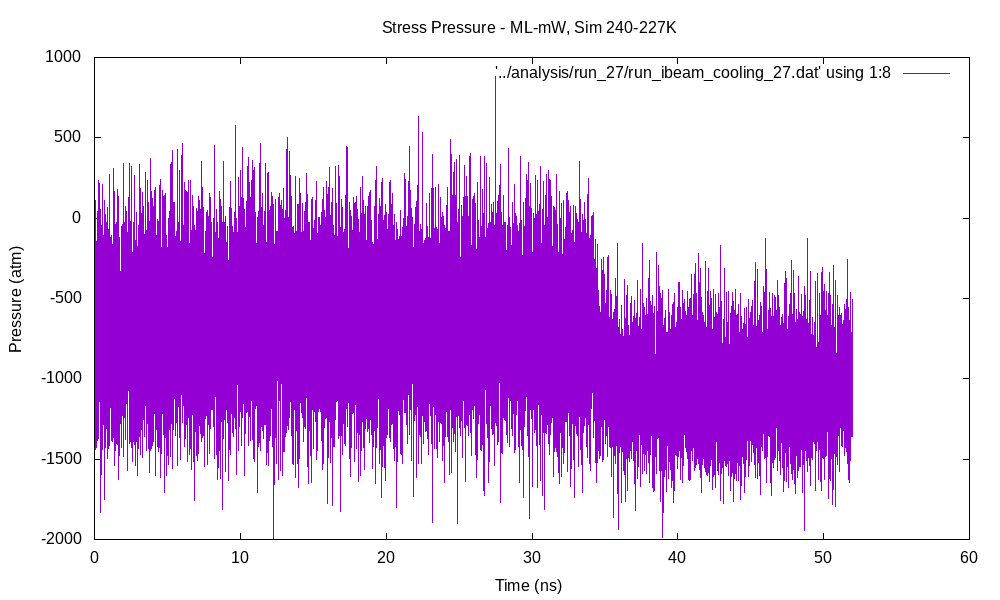 Stress Pressure - ML-mW, Sim 240-227K
'../analysis/run_27/run_ibeam_cooling_27.dat' using 1:8
1000
500
0
-500
-1000
-1500
-2000
Pressure (atm)
0 10 20 30 40 50 60
Time (ns)